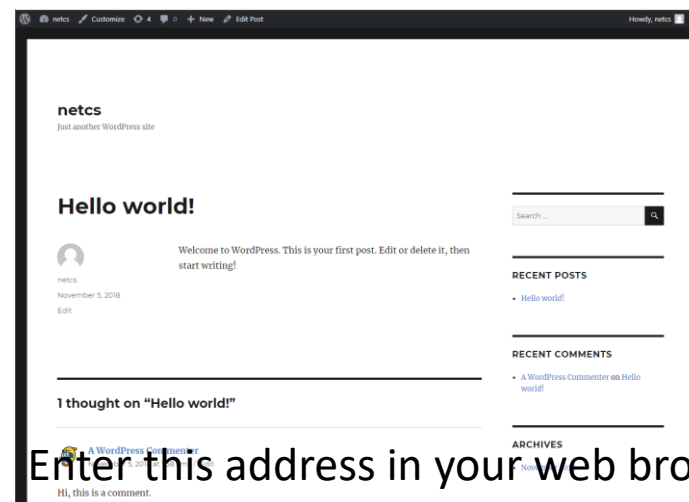 netcs Customize 4 0 + New Edit Post Howdy, netcs
netcs
Just another WordPress site
Hello world!
netcs
November 5, 2018
Edit
Welcome to WordPress. This is your first post. Edit or delete it, then
start writing!
1 thought on “Hello world!”
A WordPress Commenter
Hi, this is a comment.
Search ...
RECENT POSTS
Hello world!
RECENT COMMENTS
A WordPress Commenter on Hello
world!
ARCHIVES
Enter this address in your web bro